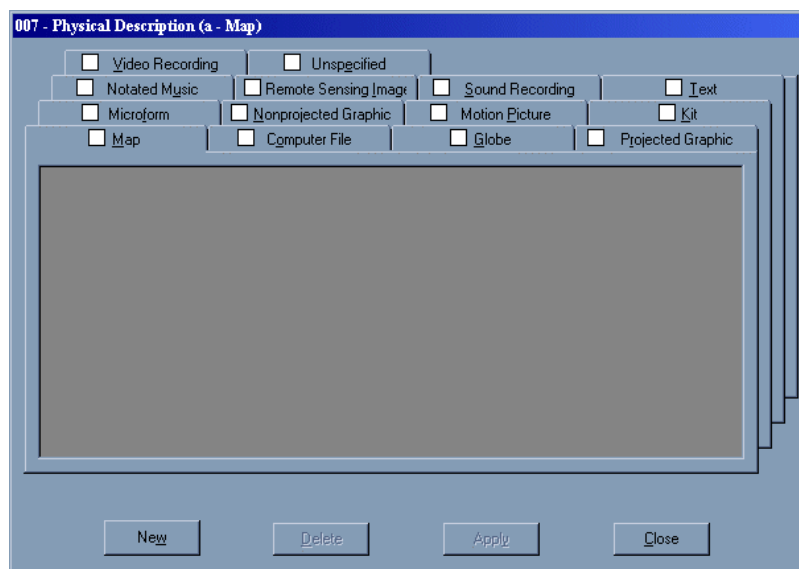 007 - Physical Description (a - Map)
Video Recording Unspecified
Notated Music Remote Sensing Image Sound Recording Text
Microform Nonprojected Graphic Motion Picture Kit
Map Computer File Globe Projected Graphic
New Delete Apply Close